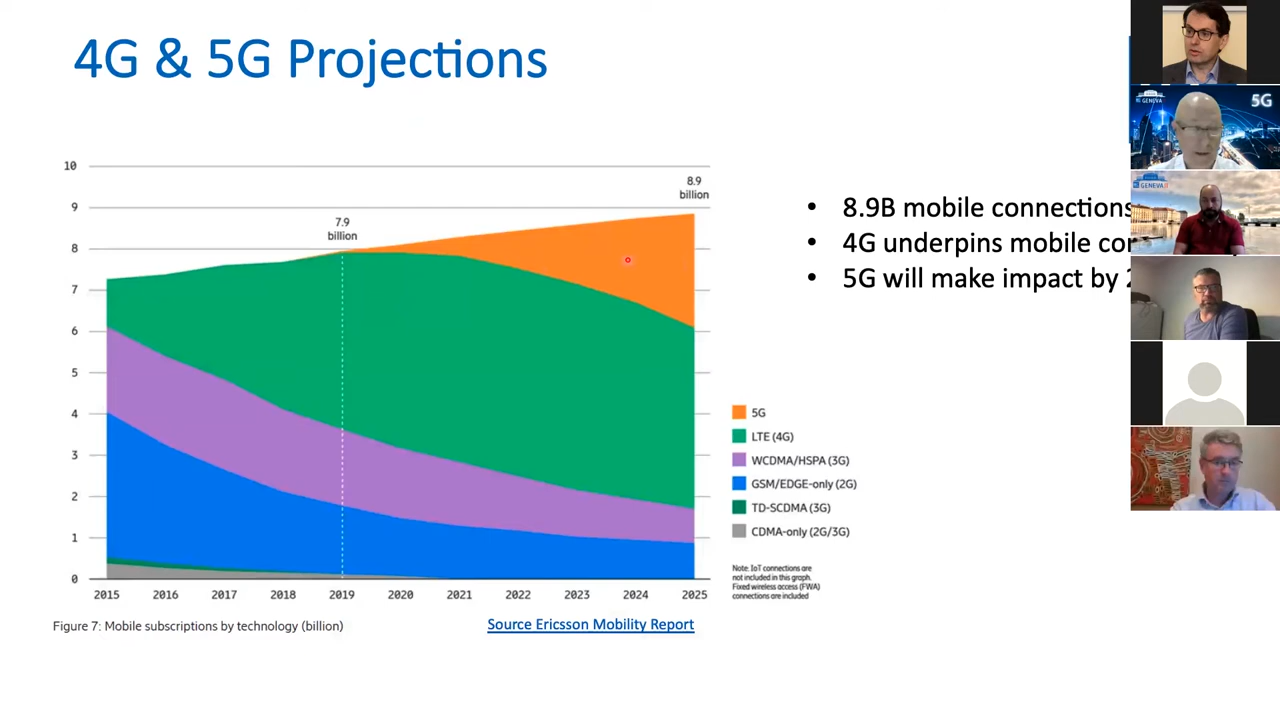 4G & 5G Projections
10
9
8
7
6
5
4
3
2
1
0
7.9
billion
8.9
billion
2015 2016 2017 2018 2019 2020 2021 2022 2023 2024 2025
Figure 7: Mobile subscriptions by technology (billion)
Source Ericsson Mobility Report
• 8.9B mobile connections
• 4G underpins mobile
• 5G will make impact by
5G
LTE (4G)
WCDMA/HSPA (3G)
GSM/EDGE-only (2G)
TD-SCDMA (3G)
CDMA-only (2G/3G)
Note: IoT connections are
not included in this graph.
Fixed wireless access (FWA)
connections are included
GENEVA
5G
GENEVA